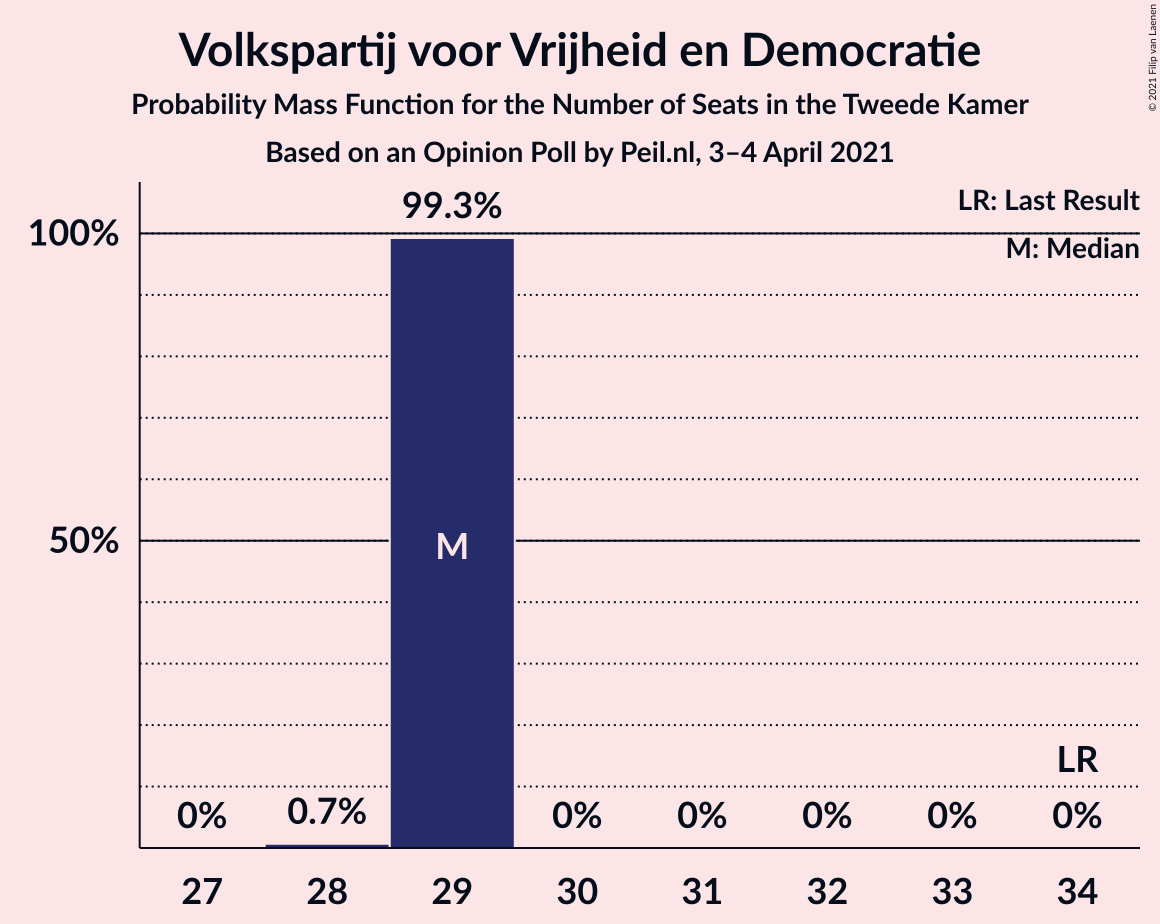 Volkspartij voor Vrijheid en Democratie
Probability Mass Function for the Number of Seats in the Tweede Kamer
Based on an Opinion Poll by Peil.nl, 3–4 April 2021
© 2021 Filip van Laenen
LR: Last Result
M: Median
100%
50%
99.3%
M
LR
0%
0.7%
0%
0%
0%
0%
0%
27
28
29
30
31
32
33
34